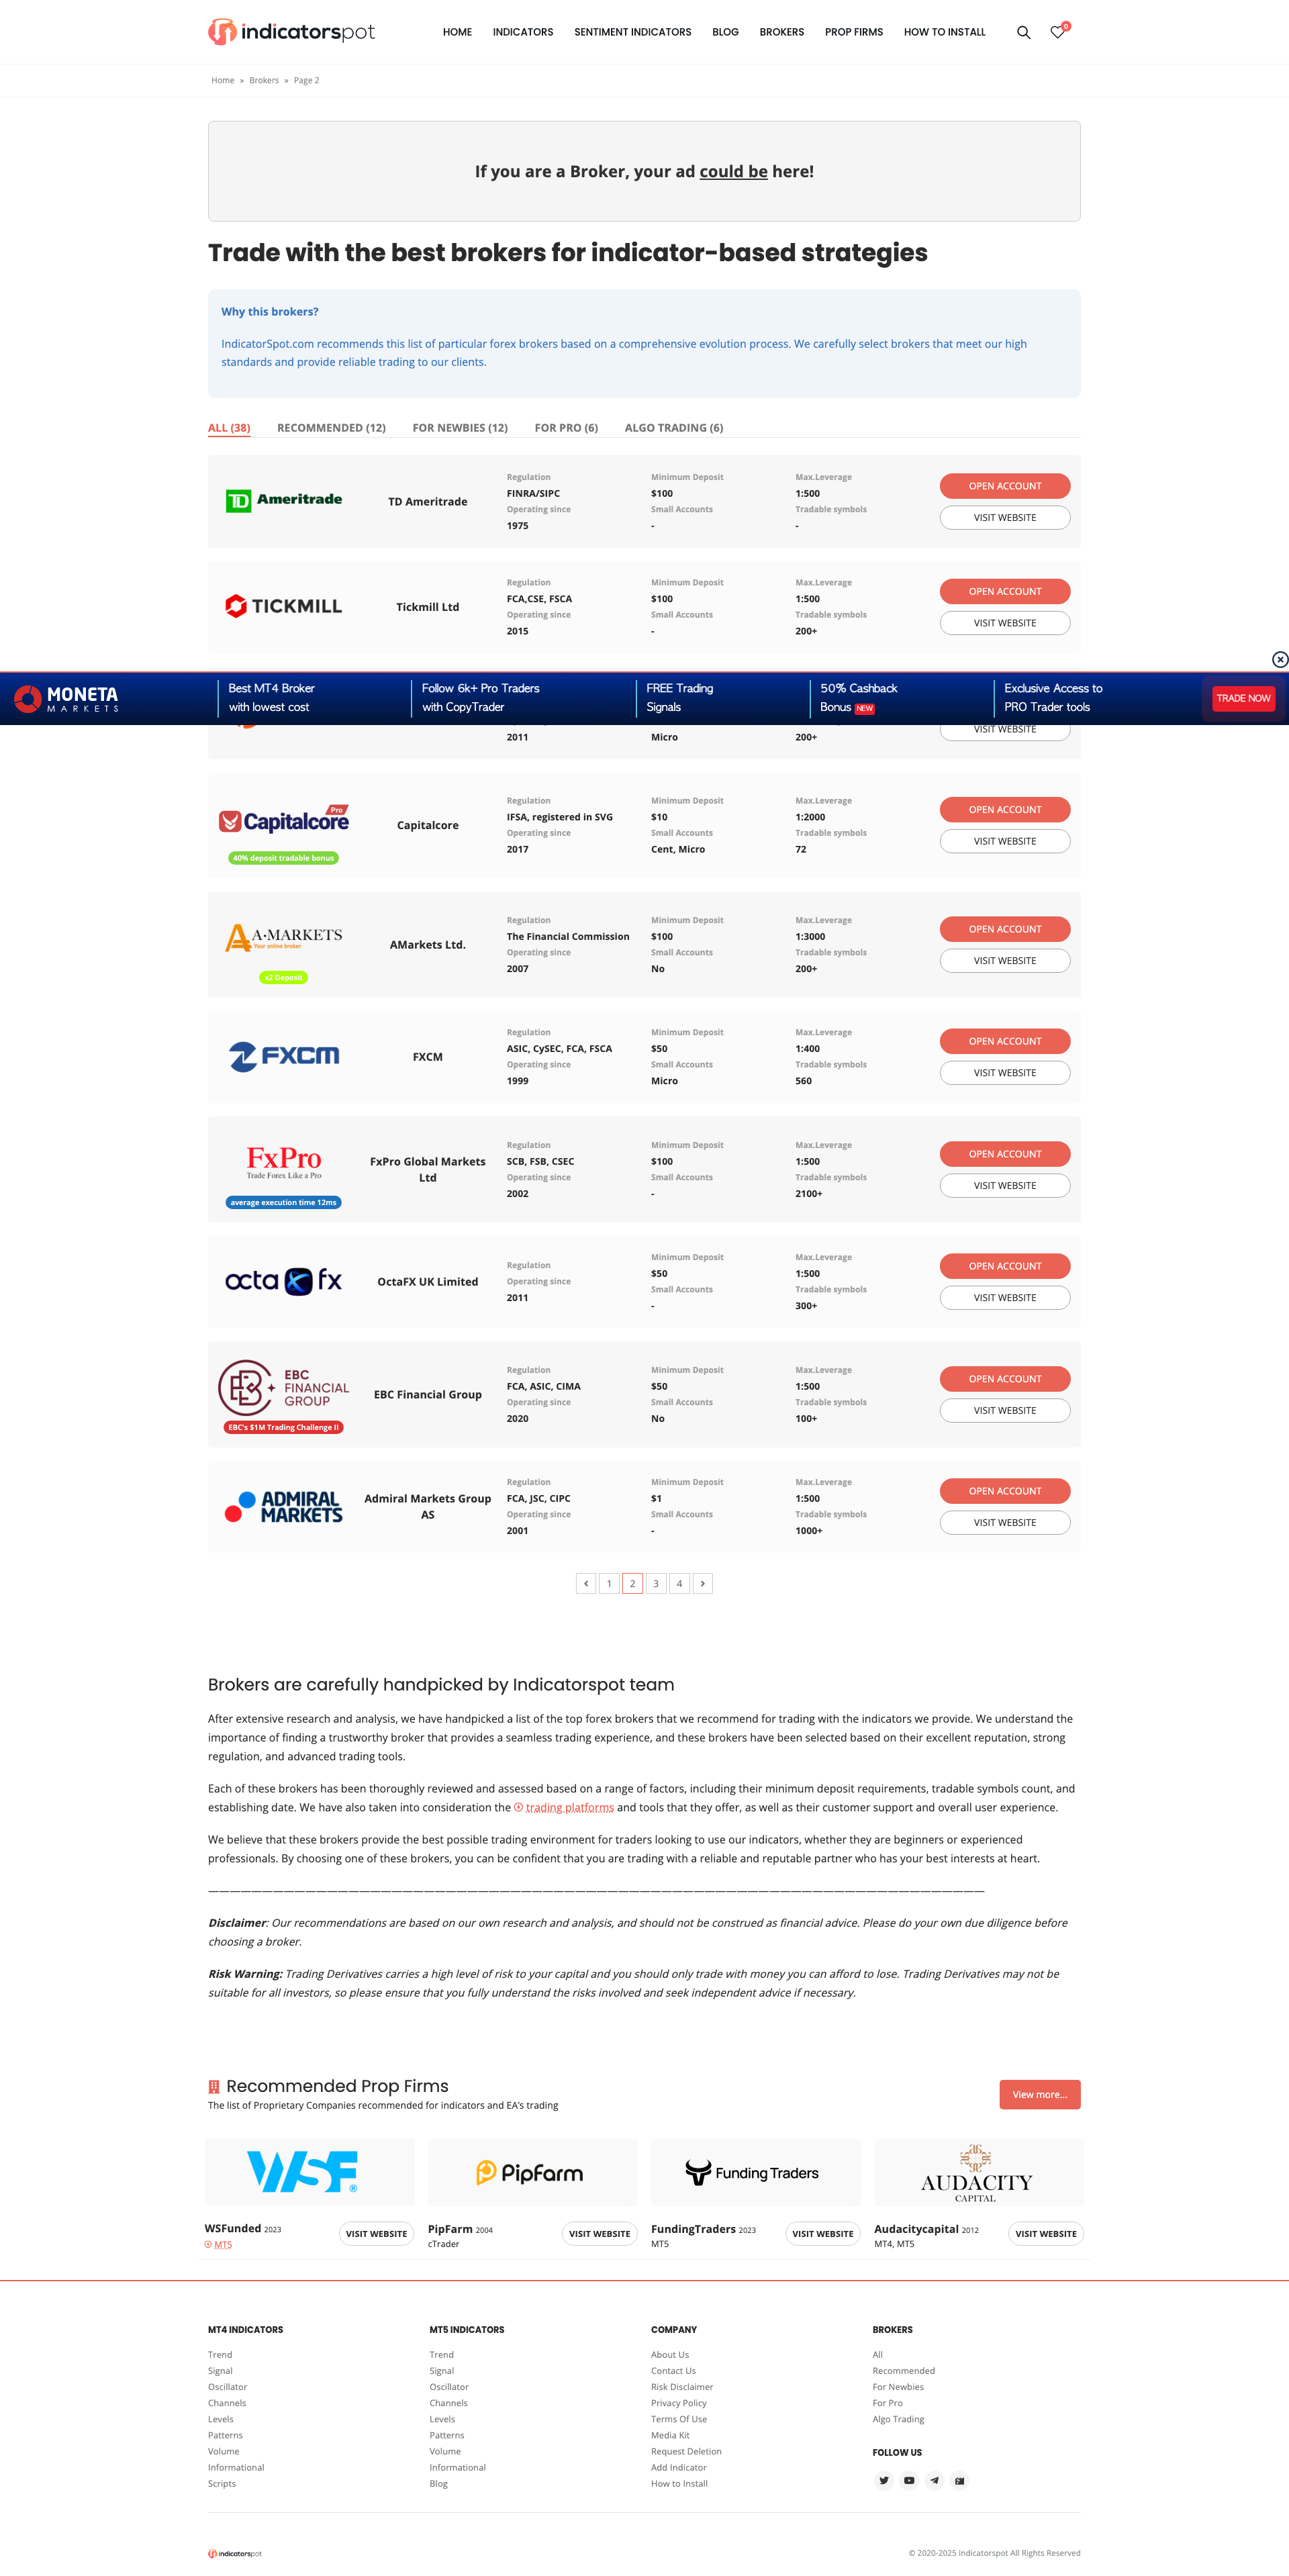 indicatorspot
HOME INDICATORS SENTIMENT INDICATORS BLOG BROKERS PROP FIRMS HOW TO INSTALL 0
Home » Brokers » Page 2
If you are a Broker, your ad could be here!
Trade with the best brokers for indicator-based strategies
Why this brokers?
IndicatorSpot.com recommends this list of particular forex brokers based on a comprehensive evolution process. We carefully select brokers that meet our high
standards and provide reliable trading to our clients.
ALL (38) RECOMMENDED (12) FOR NEWBIES (12) FOR PRO (6) ALGO TRADING (6)
Regulation Minimum Deposit Max.Leverage
TD Ameritrade TD Ameritrade FINRA/SIPC $100 1:500 OPEN ACCOUNT
Operating since Small Accounts Tradable symbols
1975 - - VISIT WEBSITE
Regulation Minimum Deposit Max.Leverage
TICKMILL Tickmill Ltd FCA,CSE, FSCA $100 1:500 OPEN ACCOUNT
Operating since Small Accounts Tradable symbols
2015 - 200+ VISIT WEBSITE
MONETA MARKETS
Best MT4 Broker
with lowest cost
Follow 6k+ Pro Traders
with CopyTrader
FREE Trading
Signals
50% Cashback
Bonus NEW
Exclusive Access to
PRO Trader tools
TRADE NOW
2011 Micro 200+ VISIT WEBSITE
Regulation Minimum Deposit Max.Leverage
Capitalcore Pro Capitalcore IFSA, registered in SVG $10 1:2000 OPEN ACCOUNT
Operating since Small Accounts Tradable symbols
2017 Cent, Micro 72 VISIT WEBSITE
40% deposit tradable bonus
Regulation Minimum Deposit Max.Leverage
A-MARKETS Your online broker AMarkets Ltd. The Financial Commission $100 1:3000 OPEN ACCOUNT
Operating since Small Accounts Tradable symbols
2007 No 200+ VISIT WEBSITE
x2 Deposit
Regulation Minimum Deposit Max.Leverage
FXCM FXCM ASIC, CySEC, FCA, FSCA $50 1:400 OPEN ACCOUNT
Operating since Small Accounts Tradable symbols
1999 Micro 560 VISIT WEBSITE
Regulation Minimum Deposit Max.Leverage
FxPro Trade Forex Like a Pro FxPro Global Markets Ltd SCB, FSB, CSEC $100 1:500 OPEN ACCOUNT
Operating since Small Accounts Tradable symbols
2002 - 2100+ VISIT WEBSITE
average execution time 12ms
Regulation Minimum Deposit Max.Leverage
octa fx OctaFX UK Limited $50 1:500 OPEN ACCOUNT
Operating since Small Accounts Tradable symbols
2011 - 300+ VISIT WEBSITE
Regulation Minimum Deposit Max.Leverage
EBC FINANCIAL GROUP EBC Financial Group FCA, ASIC, CIMA $50 1:500 OPEN ACCOUNT
Operating since Small Accounts Tradable symbols
2020 No 100+ VISIT WEBSITE
EBC's $1M Trading Challenge II
Regulation Minimum Deposit Max.Leverage
ADMIRAL MARKETS Admiral Markets Group AS FCA, JSC, CIPC $1 1:500 OPEN ACCOUNT
Operating since Small Accounts Tradable symbols
2001 - 1000+ VISIT WEBSITE
1 2 3 4
Brokers are carefully handpicked by Indicatorspot team
After extensive research and analysis, we have handpicked a list of the top forex brokers that we recommend for trading with the indicators we provide. We understand the
importance of finding a trustworthy broker that provides a seamless trading experience, and these brokers have been selected based on their excellent reputation, strong
regulation, and advanced trading tools.
Each of these brokers has been thoroughly reviewed and assessed based on a range of factors, including their minimum deposit requirements, tradable symbols count, and
establishing date. We have also taken into consideration the trading platforms and tools that they offer, as well as their customer support and overall user experience.
We believe that these brokers provide the best possible trading environment for traders looking to use our indicators, whether they are beginners or experienced
professionals. By choosing one of these brokers, you can be confident that you are trading with a reliable and reputable partner who has your best interests at heart.
Disclaimer: Our recommendations are based on our own research and analysis, and should not be construed as financial advice. Please do your own due diligence before
choosing a broker.
Risk Warning: Trading Derivatives carries a high level of risk to your capital and you should only trade with money you can afford to lose. Trading Derivatives may not be
suitable for all investors, so please ensure that you fully understand the risks involved and seek independent advice if necessary.
Recommended Prop Firms
The list of Proprietary Companies recommended for indicators and EA's trading
View more...
WSF® PipFarm Funding Traders AUDACITY CAPITAL
WSFunded 2023 VISIT WEBSITE PipFarm 2004 VISIT WEBSITE FundingTraders 2023 VISIT WEBSITE Audacitycapital 2012 VISIT WEBSITE
MT5 cTrader MT5 MT4, MT5
MT4 INDICATORS
Trend
Signal
Oscillator
Channels
Levels
Patterns
Volume
Informational
Scripts
MT5 INDICATORS
Trend
Signal
Oscillator
Channels
Levels
Patterns
Volume
Informational
Blog
COMPANY
About Us
Contact Us
Risk Disclaimer
Privacy Policy
Terms Of Use
Media Kit
Request Deletion
Add Indicator
How to Install
BROKERS
All
Recommended
For Newbies
For Pro
Algo Trading
FOLLOW US
indicatorspot
© 2020-2025 Indicatorspot All Rights Reserved